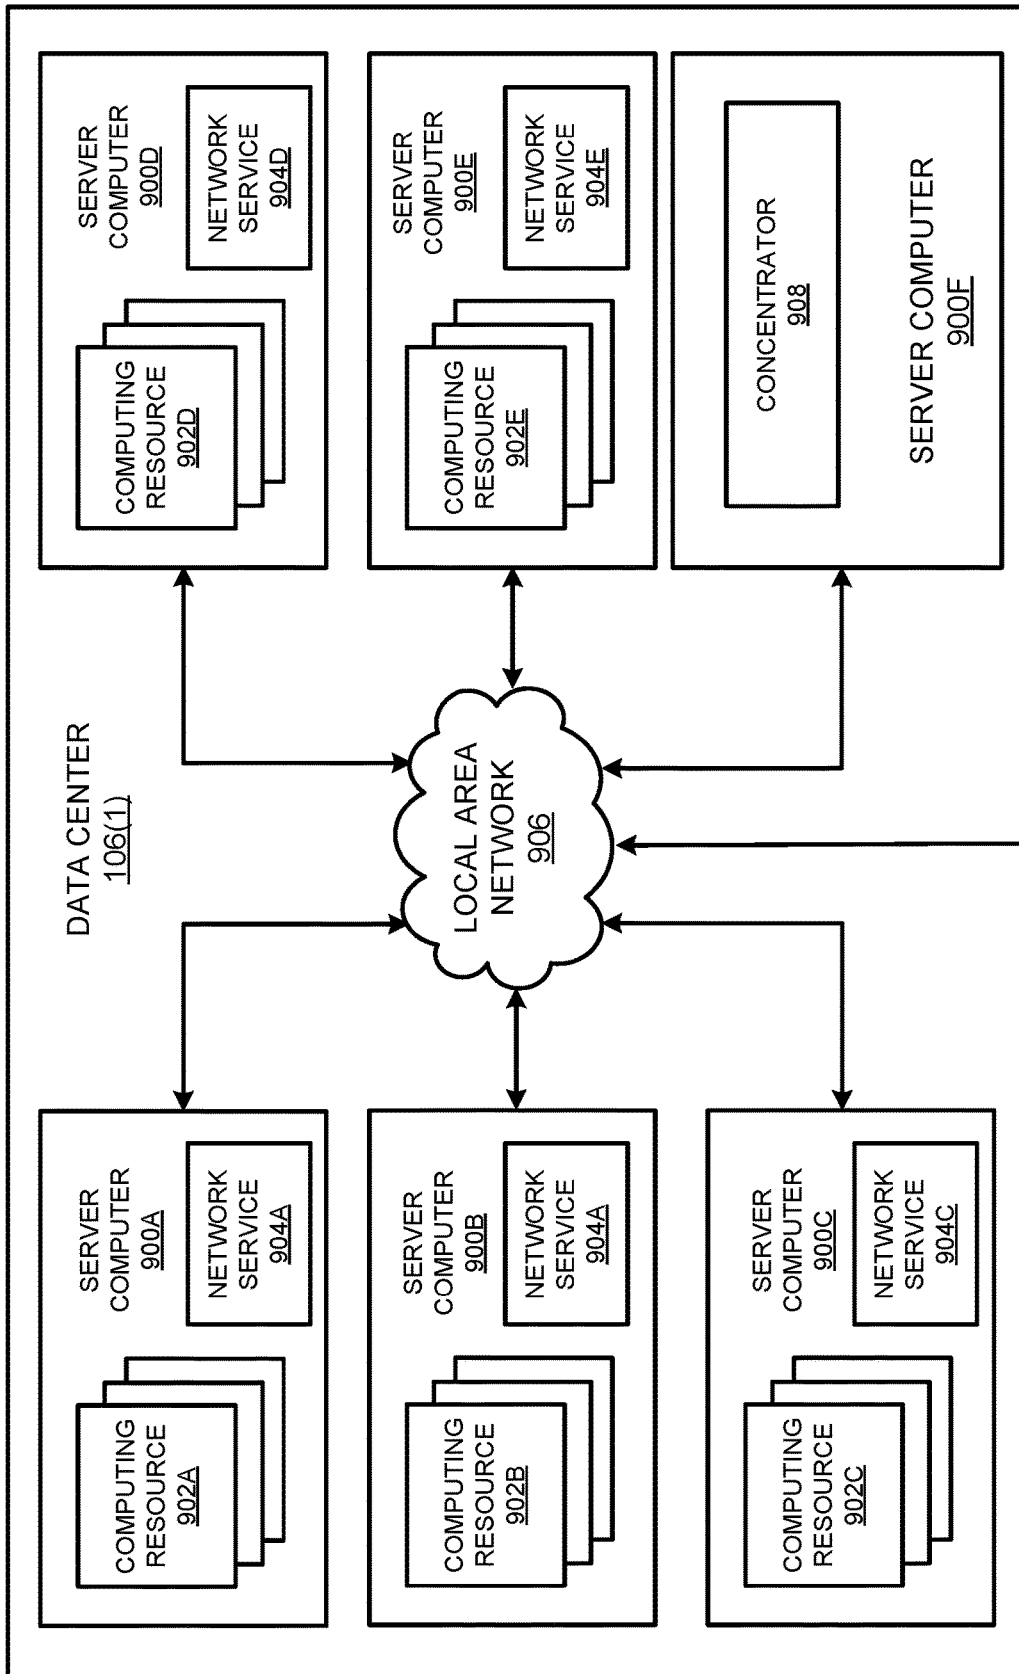 DATA CENTER
106(1)
SERVER
COMPUTER
900A
COMPUTING
RESOURCE
902A
NETWORK
SERVICE
904A
SERVER
COMPUTER
900D
COMPUTING
RESOURCE
902D
NETWORK
SERVICE
904D
SERVER
COMPUTER
900B
COMPUTING
RESOURCE
902B
NETWORK
SERVICE
904A
LOCAL AREA
NETWORK
906
SERVER
COMPUTER
900E
COMPUTING
RESOURCE
902E
NETWORK
SERVICE
904E
SERVER
COMPUTER
900C
COMPUTING
RESOURCE
902C
NETWORK
SERVICE
904C
CONCENTRATOR
908
SERVER COMPUTER
900F